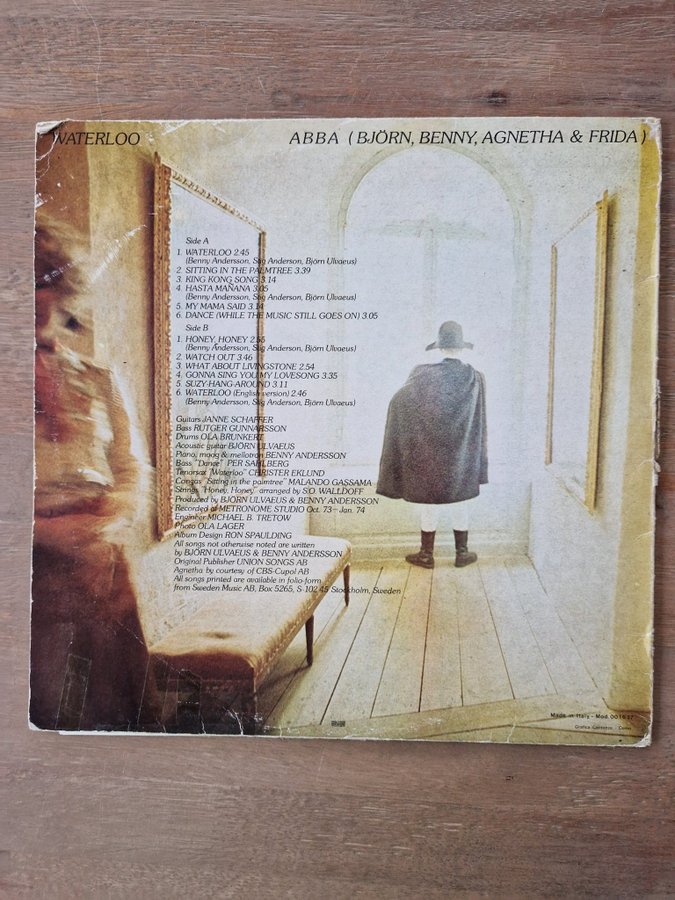 WATERLOO
ABBA (BJÖRN, BENNY, AGNETHA & FRIDA)
Side A
1. WATERLOO 2.45
(Benny Andersson, Stig Anderson, Björn Ulvaeus)
2. SITTING IN THE PALMTREE 3.39
3. KING KONG SONG 3.14
4. HASTA MAÑANA 3.05
(Benny Andersson, Stig Anderson, Björn Ulvaeus)
5. MY MAMA SAID 3.14
6. DANCE (WHILE THE MUSIC STILL GOES ON) 3.05
Side B
1. HONEY, HONEY 2.55
(Benny Andersson, Stig Anderson, Björn Ulvaeus)
2. WATCH OUT 3.46
3. WHAT ABOUT LIVINGSTONE 2.54
4. GONNA SING YOU MY LOVESONG 3.35
5. SUZY-HANG-AROUND 3.11
6. WATERLOO (English version) 2.46
(Benny Andersson, Stig Anderson, Björn Ulvaeus)
Guitars JANNE SCHAFFER
Bass RUTGER GUNNARSSON
Drums OLA BRUNKERT
Acoustic guitar BJÖRN ULVAEUS
Piano, moog & mellotron BENNY ANDERSSON
Bass "Dance" PER SAHLBERG
Tenorsax "Waterloo" CHRISTER EKLUND
Congas "Sitting in the palmtree" MALANDO GASSAMA
Strings "Honey, Honey" arranged by S.O. WALLDOFF
Produced by BJÖRN ULVAEUS & BENNY ANDERSSON
Recorded at METRONOME STUDIO Oct. 73—Jan. 74
Engineer MICHAEL B. TRETOW
Photo OLA LAGER
Album Design RON SPAULDING
All songs not otherwise noted are written
by BJÖRN ULVAEUS & BENNY ANDERSSON
Original Publisher UNION SONGS AB
Agnetha by courtesy of CBS-Cupol AB
All songs printed are available in folio-form
from Sweden Music AB, Box 5265, S-102 45 Stockholm, Sweden
Made in Italy - Mod.